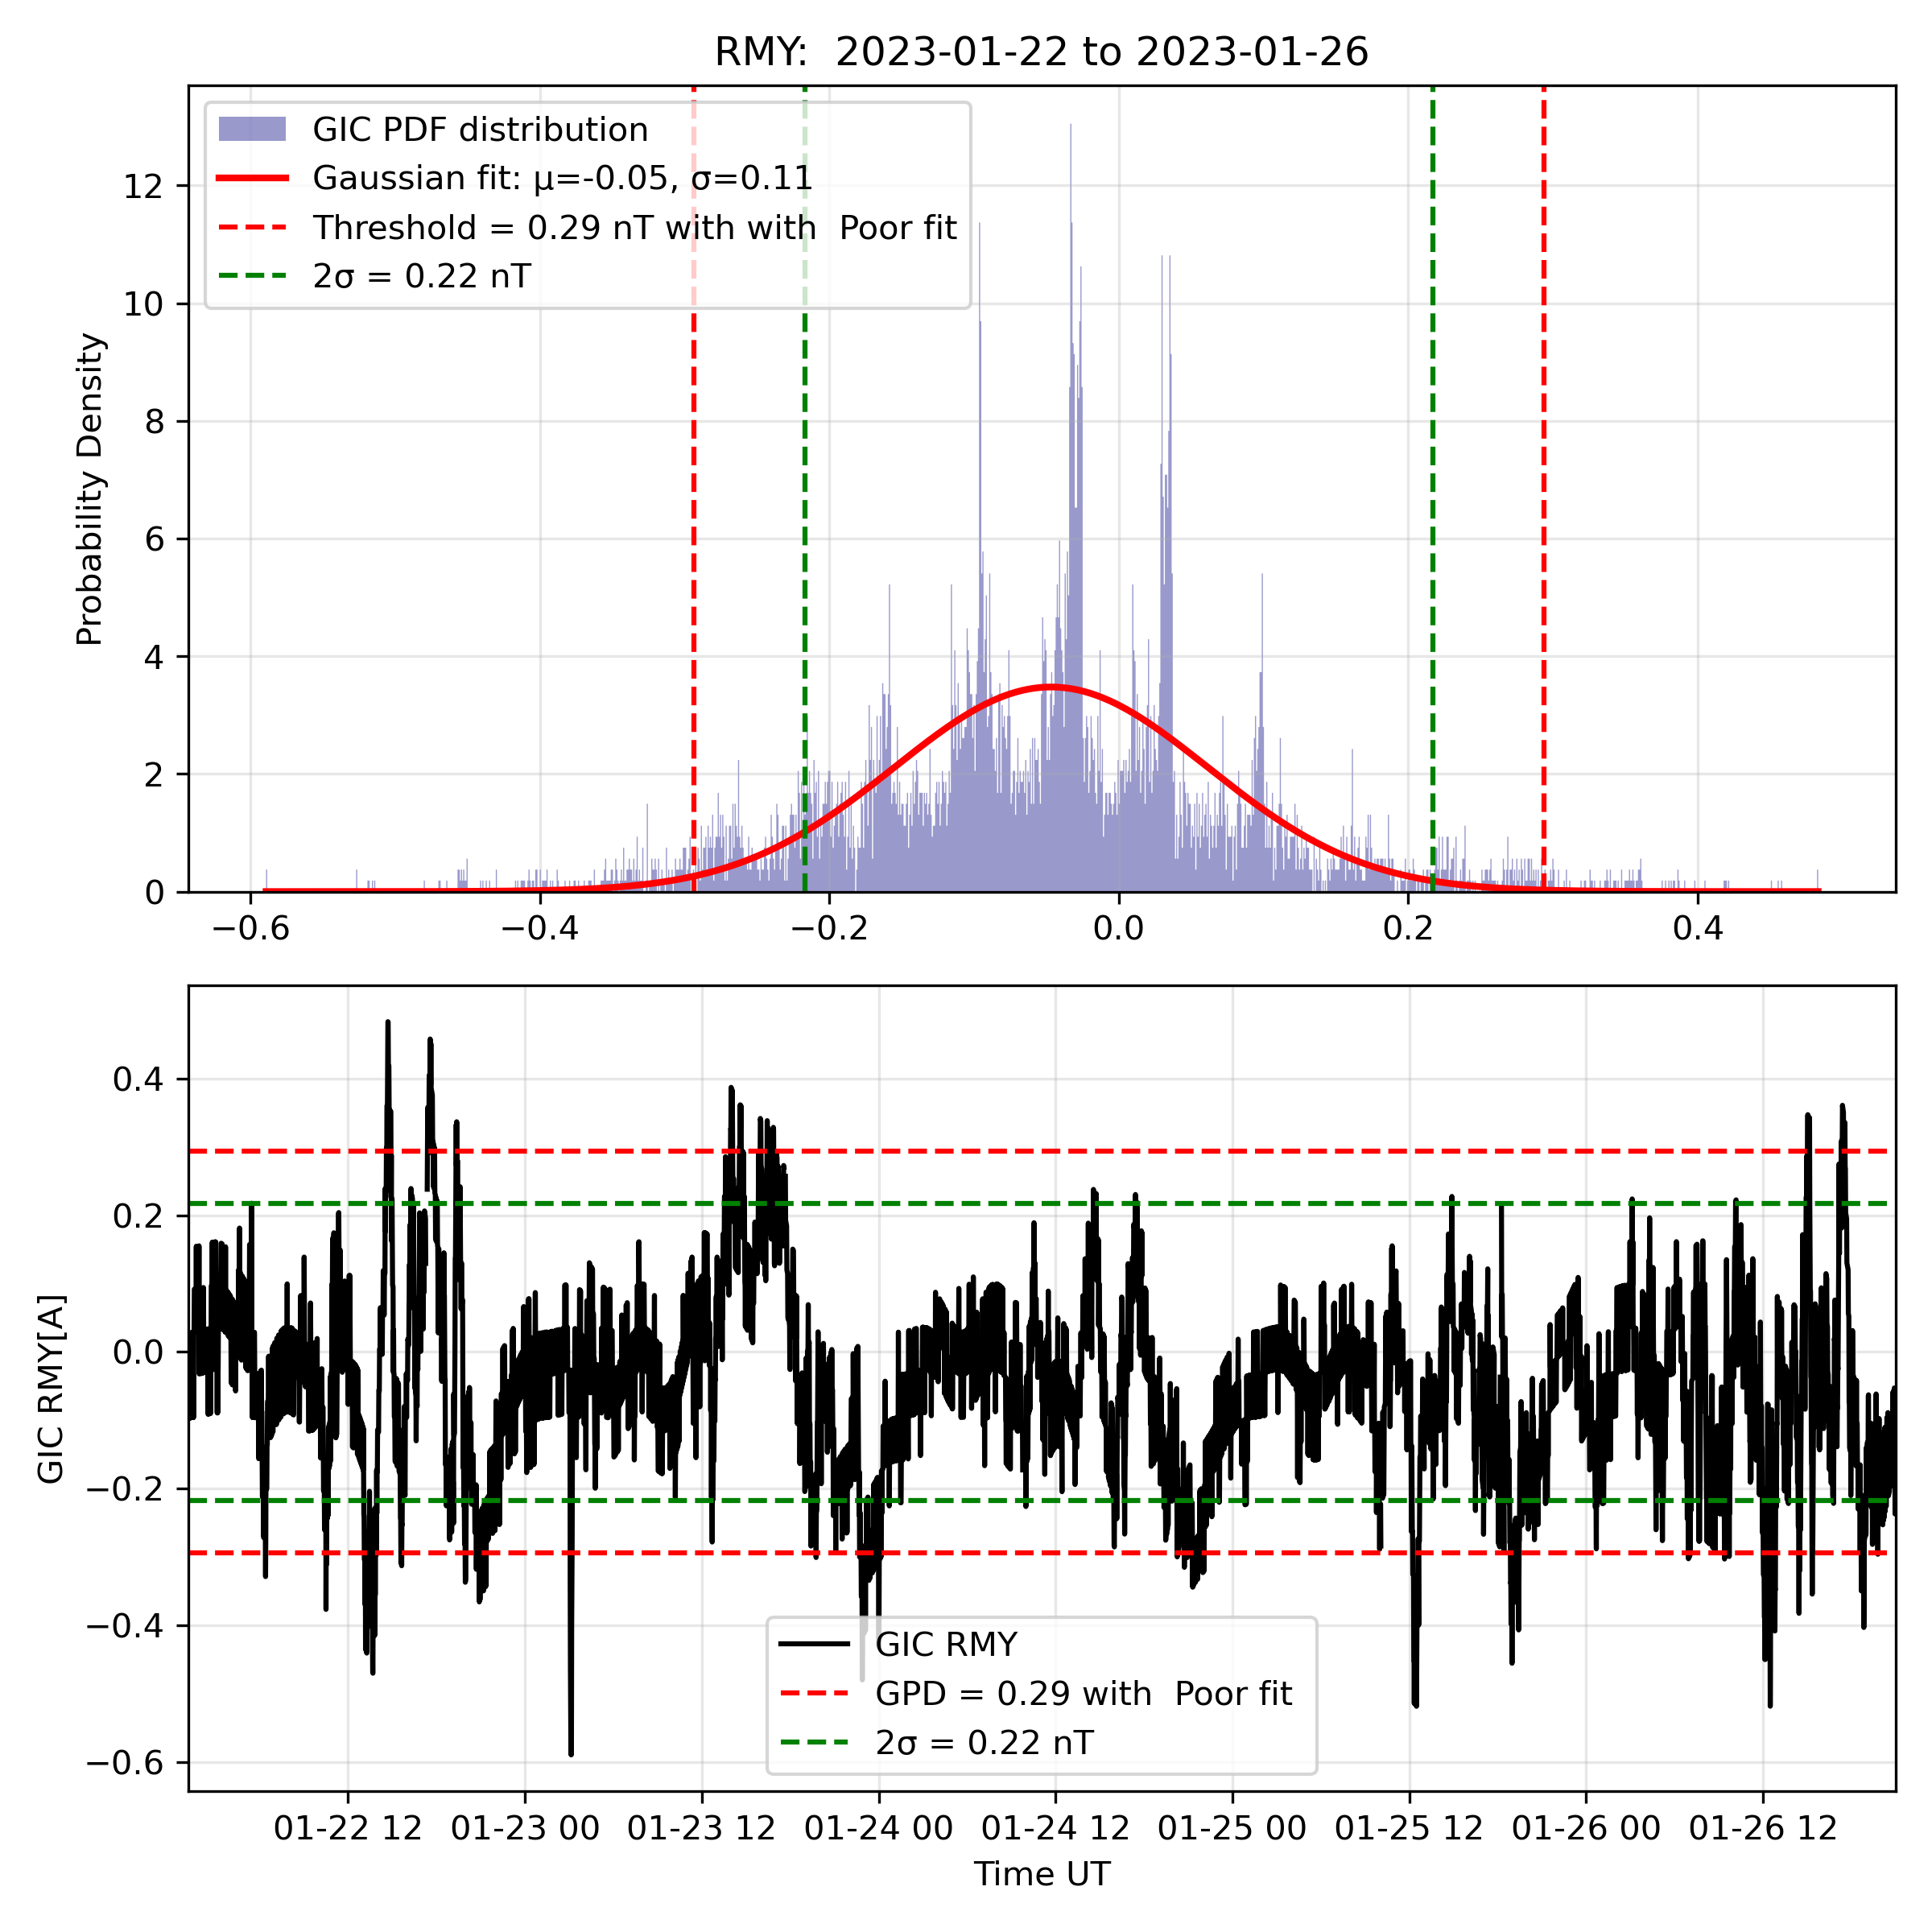 RMY:  2023-01-22 to 2023-01-26
GIC PDF distribution
Gaussian fit: μ=-0.05, σ=0.11
Threshold = 0.29 nT with with  Poor fit
2σ = 0.22 nT
Probability Density
12
10
8
6
4
2
0
−0.6
−0.4
−0.2
0.0
0.2
0.4
GIC RMY[A]
0.4
0.2
0.0
−0.2
−0.4
−0.6
GIC RMY
GPD = 0.29 with  Poor fit
2σ = 0.22 nT
01-22 12
01-23 00
01-23 12
01-24 00
01-24 12
01-25 00
01-25 12
01-26 00
01-26 12
Time UT